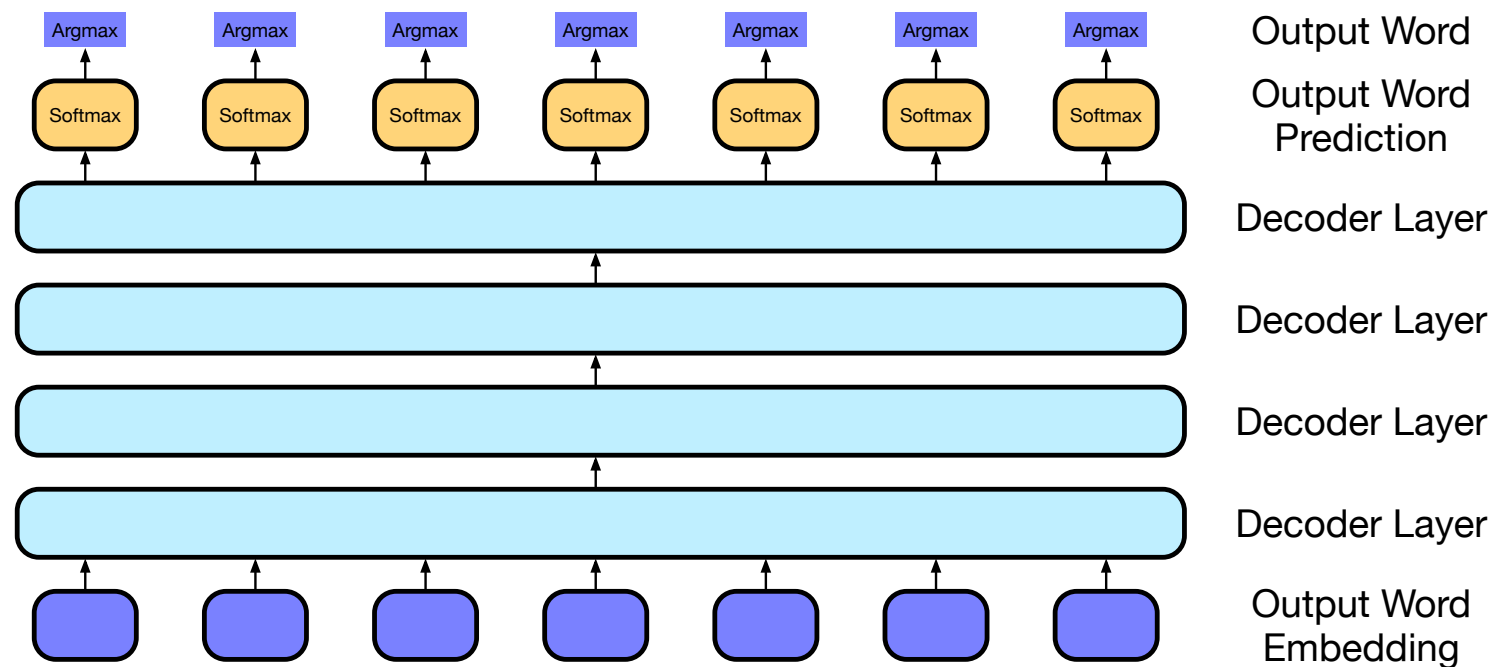 Argmax Argmax Argmax Argmax Argmax Argmax Argmax Output Word
Softmax Softmax Softmax Softmax Softmax Softmax Softmax Output Word
Prediction
Decoder Layer
Decoder Layer
Decoder Layer
Decoder Layer
Output Word
Embedding